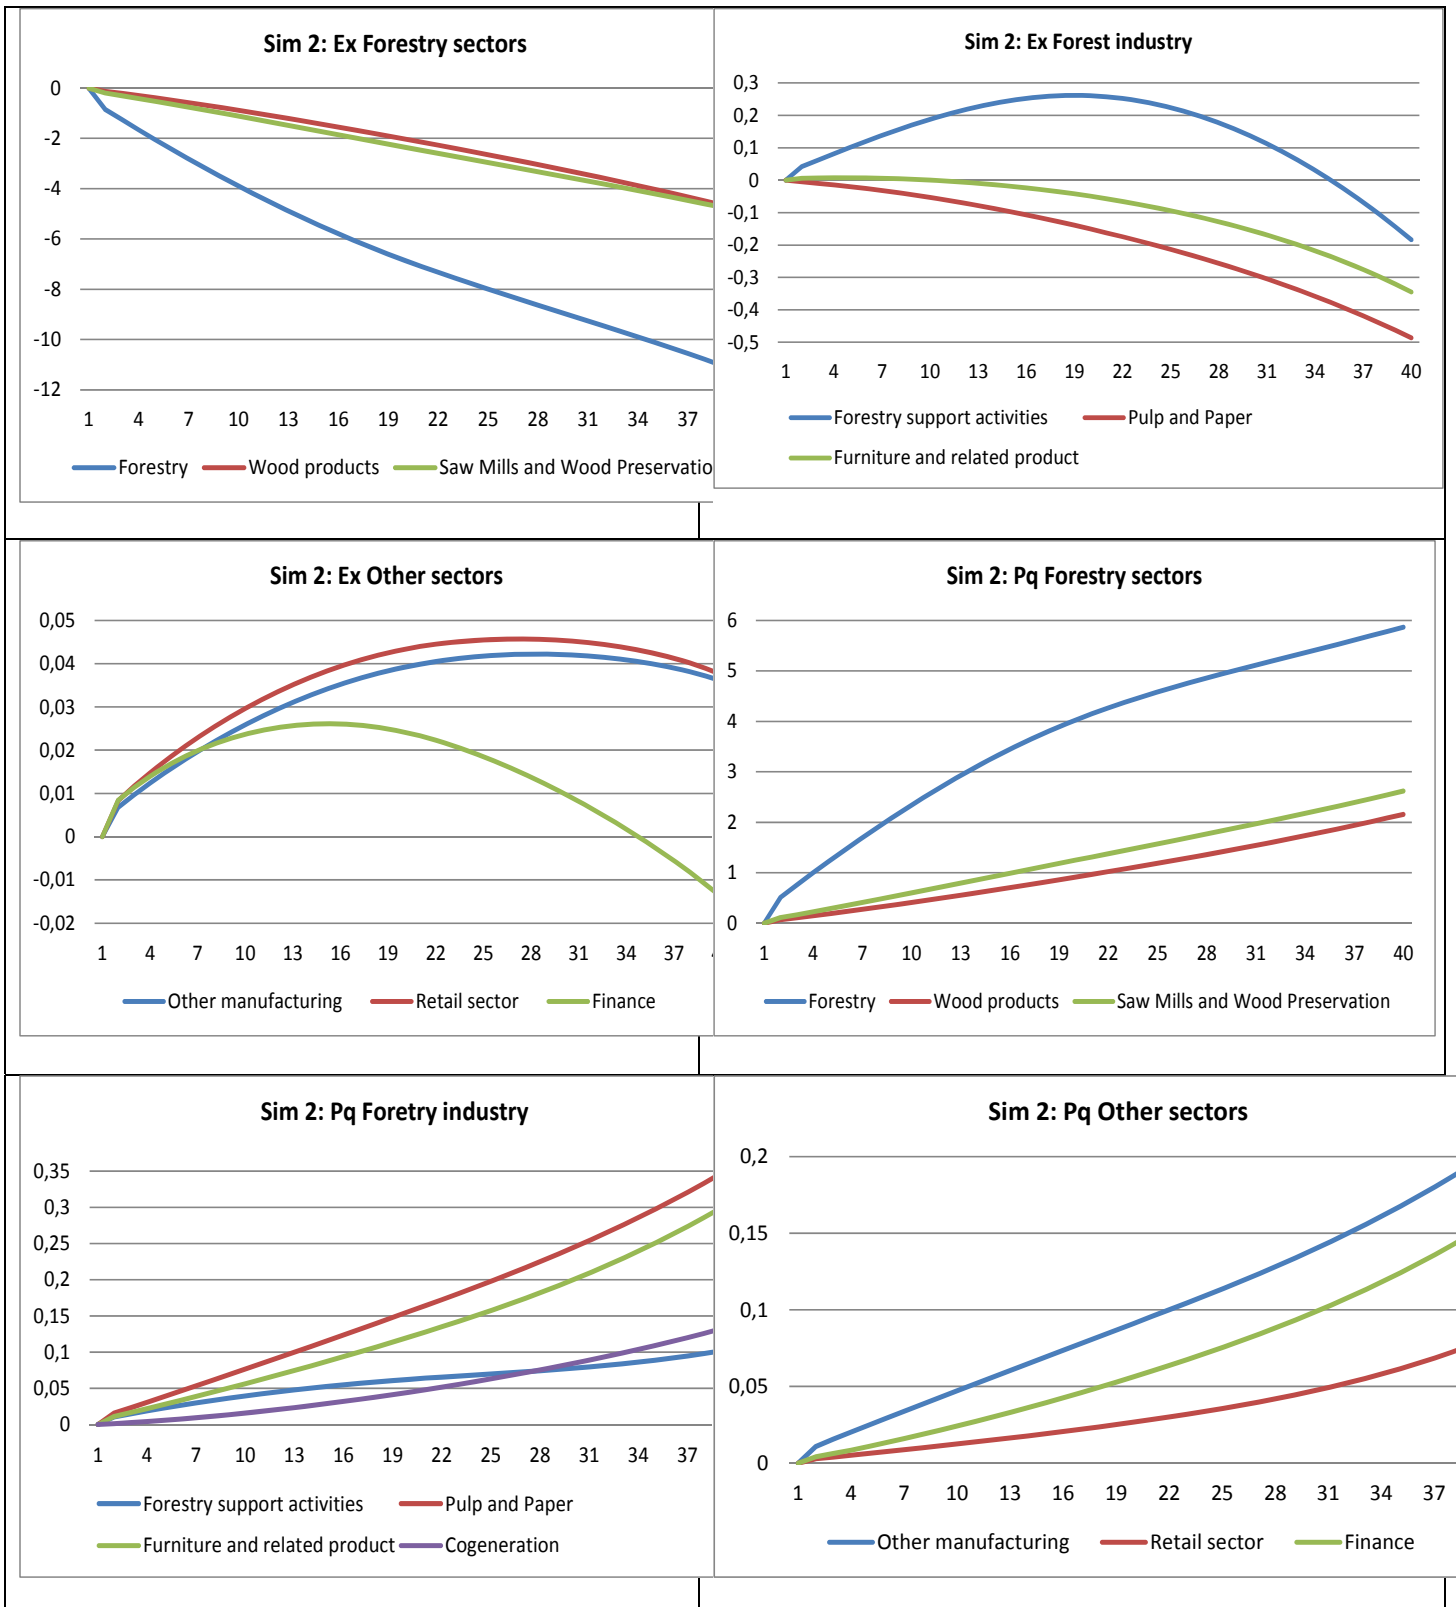 Sim 2: Ex Forestry sectors
0
-2
-4
-6
-8
-10
-12
1 4 7 10 13 16 19 22 25 28 31 34 37
Forestry Wood products Saw Mills and Wood Preservatio
Sim 2: Ex Forest industry
0,3
0,2
0,1
0
-0,1
-0,2
-0,3
-0,4
-0,5
1 4 7 10 13 16 19 22 25 28 31 34 37 40
Forestry support activities Pulp and Paper
Furniture and related product
Sim 2: Ex Other sectors
0,05
0,04
0,03
0,02
0,01
0
-0,01
-0,02
1 4 7 10 13 16 19 22 25 28 31 34 37
Other manufacturing Retail sector Finance
Sim 2: Pq Forestry sectors
6
5
4
3
2
1
0
1 4 7 10 13 16 19 22 25 28 31 34 37 40
Forestry Wood products Saw Mills and Wood Preservation
Sim 2: Pq Foretry industry
0,35
0,3
0,25
0,2
0,15
0,1
0,05
0
1 4 7 10 13 16 19 22 25 28 31 34 37
Forestry support activities Pulp and Paper
Furniture and related product Cogeneration
Sim 2: Pq Other sectors
0,2
0,15
0,1
0,05
0
1 4 7 10 13 16 19 22 25 28 31 34 37
Other manufacturing Retail sector Finance